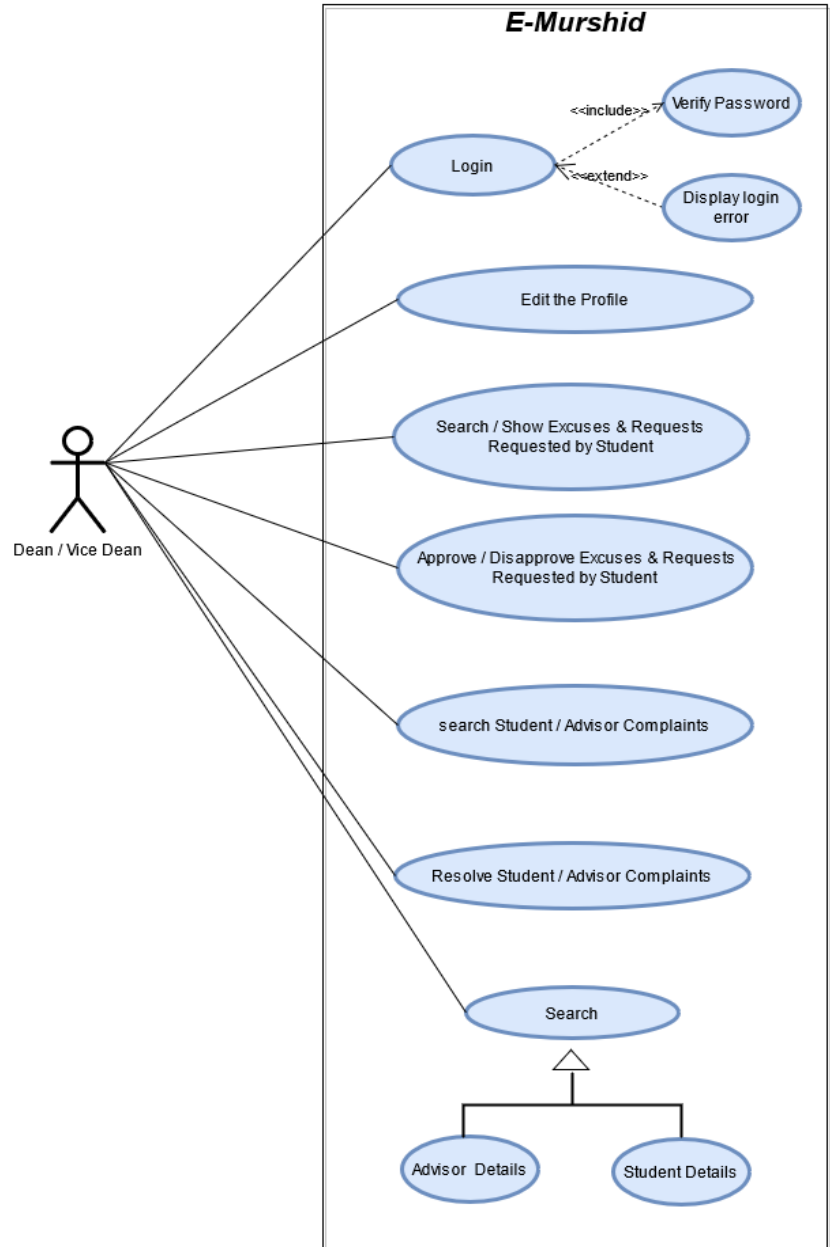 E-Murshid
<<include>>
Verify Password
Login
<<extend>>
Display login
error
Edit the Profile
Search / Show Excuses & Requests
Requested by Student
Dean / Vice Dean
Approve / Disapprove Excuses & Requests
Requested by Student
search Student / Advisor Complaints
Resolve Student / Advisor Complaints
Search
Advisor Details
Student Details